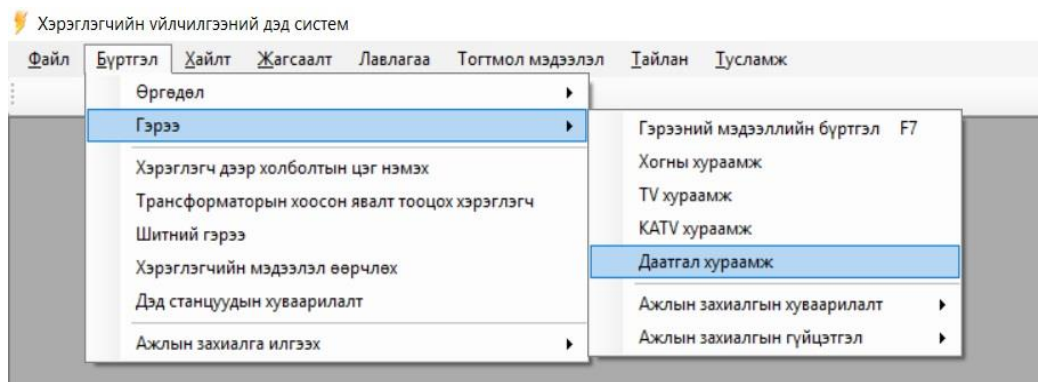 Хэрэглэгчийн үйлчилгээний дэд систем
Файл Бүртгэл Хайлт Жагсаалт Лавлагаа Тогтмол мэдээлэл Тайлан Тусламж
Өргөдөл
Гэрээ
Хэрэглэгч дээр холболтын цэг нэмэх
Трансформаторын хоосон явалт тооцох хэрэглэгч
Шитний гэрээ
Хэрэглэгчийн мэдээлэл өөрчлөх
Дэд станцуудын хуваарилалт
Ажлын захиалга илгээх
Гэрээний мэдээллийн бүртгэл F7
Хогны хураамж
TV хураамж
KATV хураамж
Даатгал хураамж
Ажлын захиалгын хуваарилалт
Ажлын захиалгын гүйцэтгэл